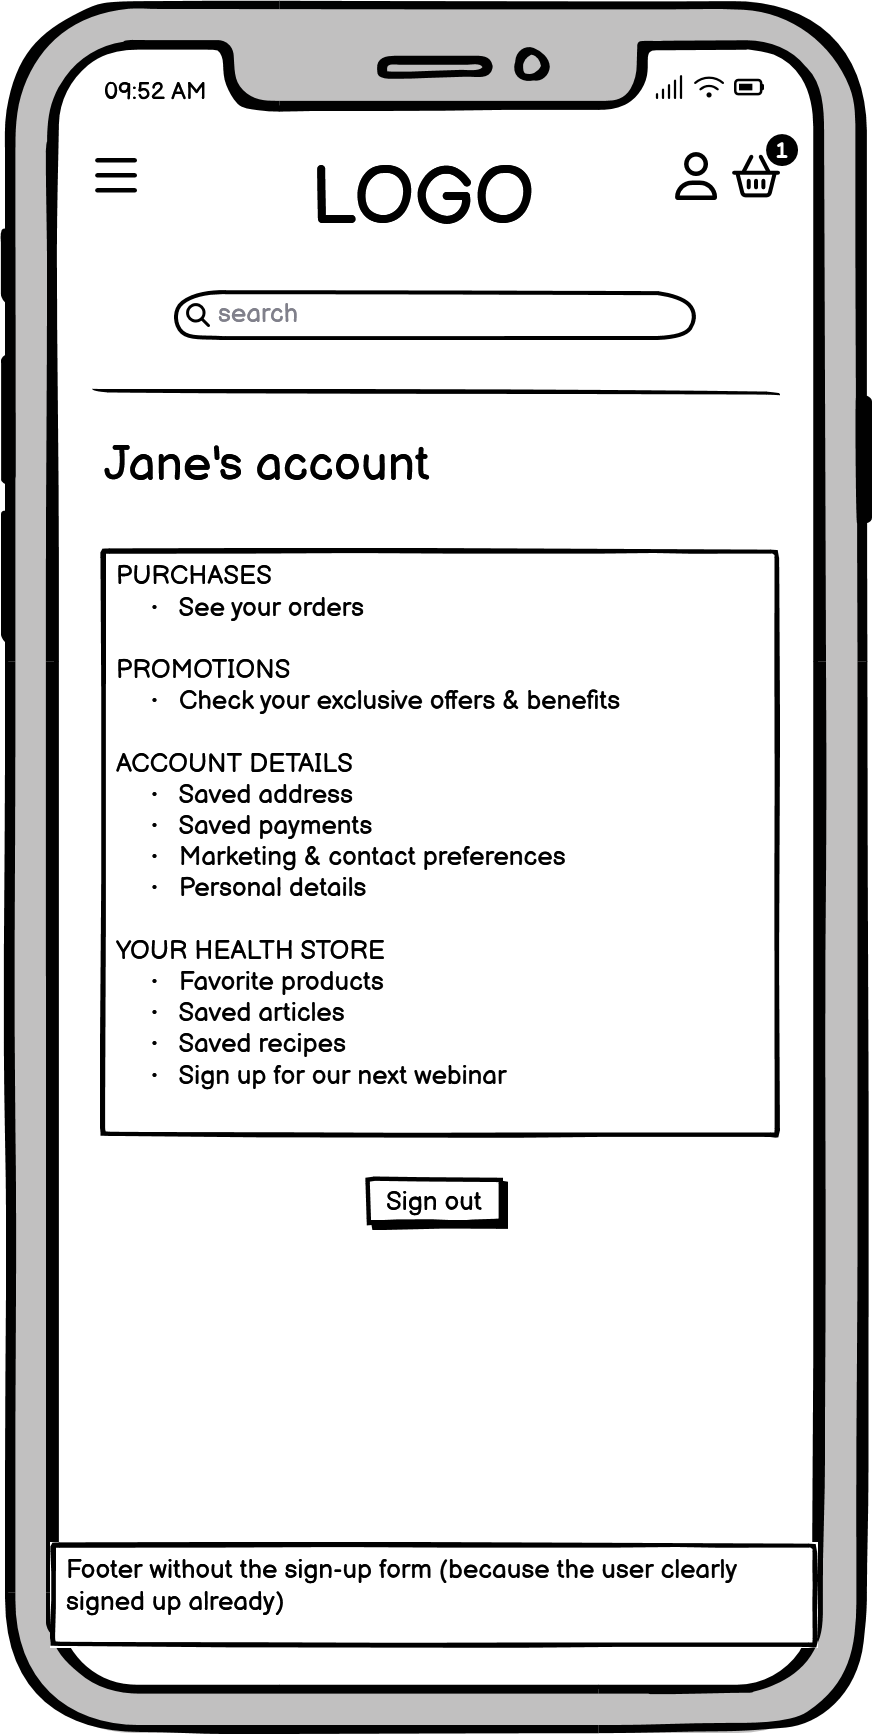 09:52 AM
1
LOGO
search
Jane's account
PURCHASES
• See your orders
PROMOTIONS
• Check your exclusive offers & benefits
ACCOUNT DETAILS
• Saved address
• Saved payments
• Marketing & contact preferences
• Personal details
YOUR HEALTH STORE
• Favorite products
• Saved articles
• Saved recipes
• Sign up for our next webinar
Sign out
Footer without the sign-up form (because the user clearly
signed up already)